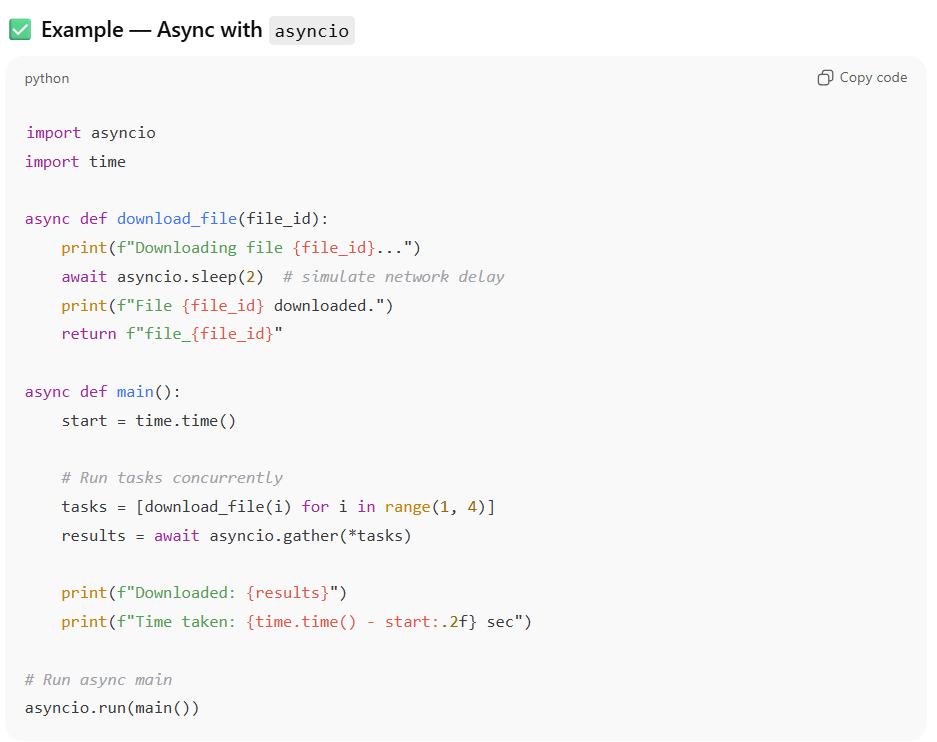 ✅ Example — Async with asyncio
python
Copy code
import asyncio
import time
async def download_file(file_id):
    print(f"Downloading file {file_id}...")
    await asyncio.sleep(2)  # simulate network delay
    print(f"File {file_id} downloaded.")
    return f"file_{file_id}"
async def main():
    start = time.time()
    # Run tasks concurrently
    tasks = [download_file(i) for i in range(1, 4)]
    results = await asyncio.gather(*tasks)
    print(f"Downloaded: {results}")
    print(f"Time taken: {time.time() - start:.2f} sec")
# Run async main
asyncio.run(main())